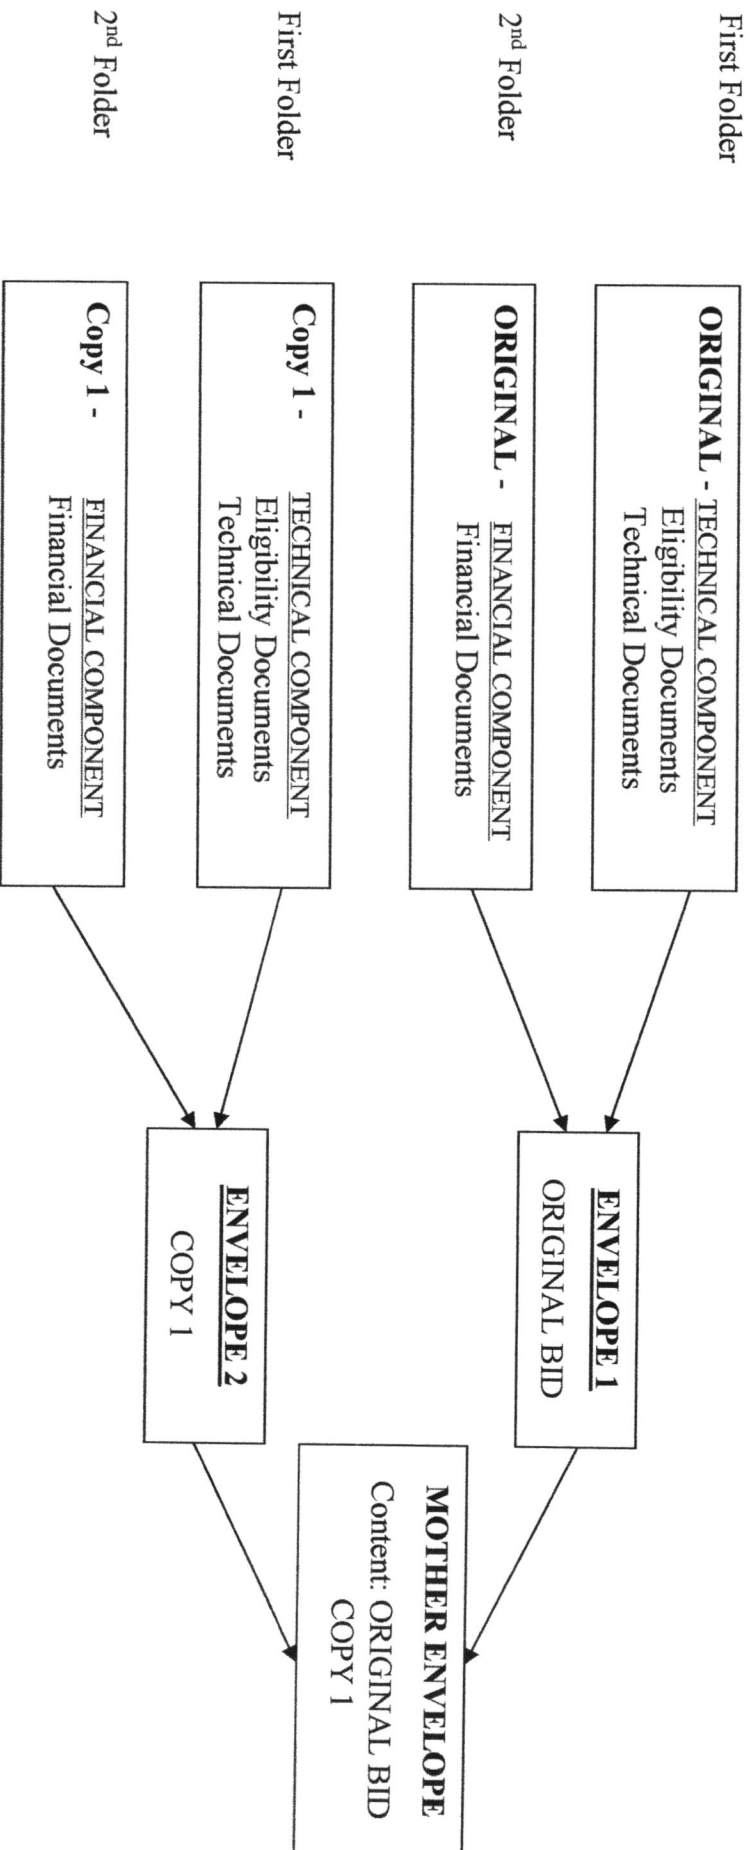 First Folder
ORIGINAL - TECHNICAL COMPONENT
Eligibility Documents
Technical Documents
2nd Folder
ORIGINAL - FINANCIAL COMPONENT
Financial Documents
First Folder
Copy 1 - TECHNICAL COMPONENT
Eligibility Documents
Technical Documents
2nd Folder
Copy 1 - FINANCIAL COMPONENT
Financial Documents
ENVELOPE 1
ORIGINAL BID
ENVELOPE 2
COPY 1
MOTHER ENVELOPE
Content: ORIGINAL BID
COPY 1